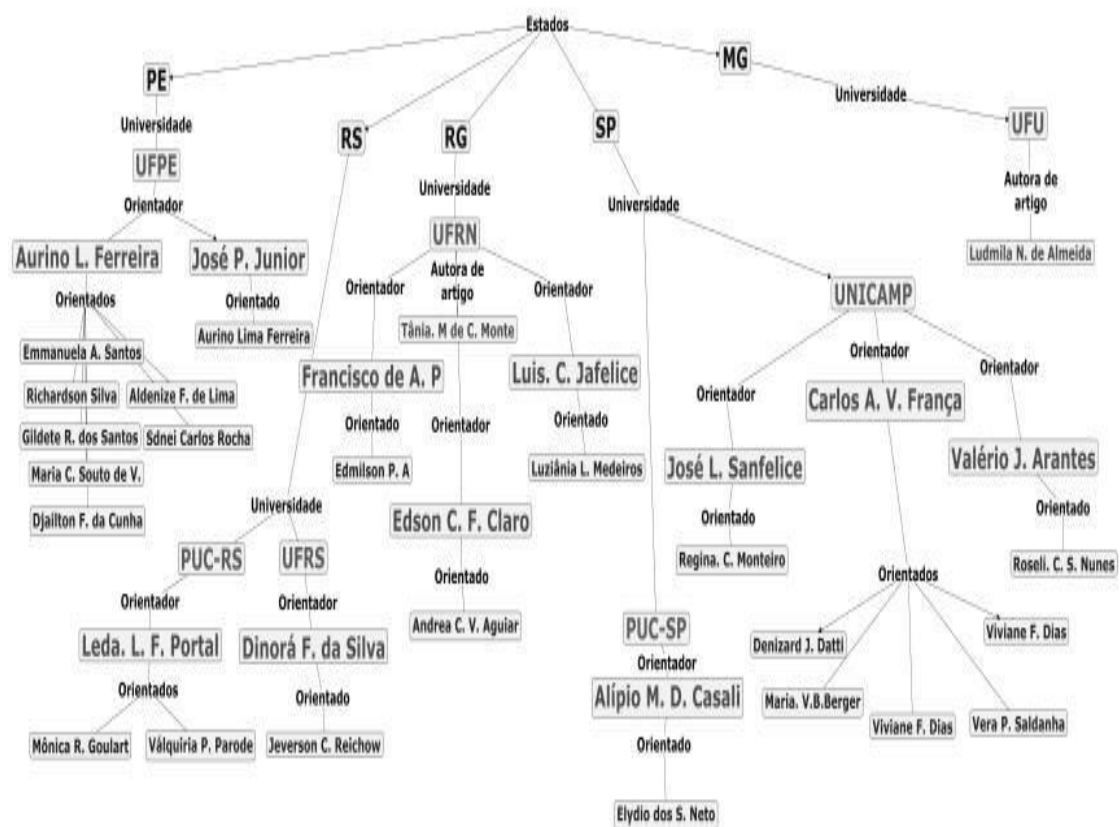 Estados
PE
Universidade
UFPE
Orientador
Aurino L. Ferreira
Orientados
Emmanuela A. Santos
Richardson Silva
Aldenize F. de Lima
Gildete R. dos Santos
Sdnei Carlos Rocha
Maria C. Souto de V.
Djailton F. da Cunha
José P. Junior
Orientado
Aurino Lima Ferreira
RS
Universidade
PUC-RS
Orientador
Leda. L. F. Portal
Orientados
Mônica R. Goulart
Válquiria P. Parode
UFRS
Orientador
Dinorá F. da Silva
Orientado
Jeverson C. Reichow
RG
Universidade
UFRN
Orientador
Francisco de A. P
Orientado
Edmilson P. A
Autora de
artigo
Tânia. M de C. Monte
Orientador
Edson C. F. Claro
Orientado
Andrea C. V. Aguiar
Orientador
Luis. C. Jafelice
Orientado
Luziânia L. Medeiros
SP
Universidade
PUC-SP
Orientador
Alípio M. D. Casali
Orientado
Elydio dos S. Neto
UNICAMP
Orientador
José L. Sanfelice
Orientado
Regina. C. Monteiro
Orientador
Carlos A. V. França
Orientados
Denizard J. Datti
Maria. V.B.Berger
Viviane F. Dias
Vera P. Saldanha
Viviane F. Dias
Orientador
Valério J. Arantes
Orientado
Roseli. C. S. Nunes
MG
Universidade
UFU
Autora de
artigo
Ludmila N. de Almeida